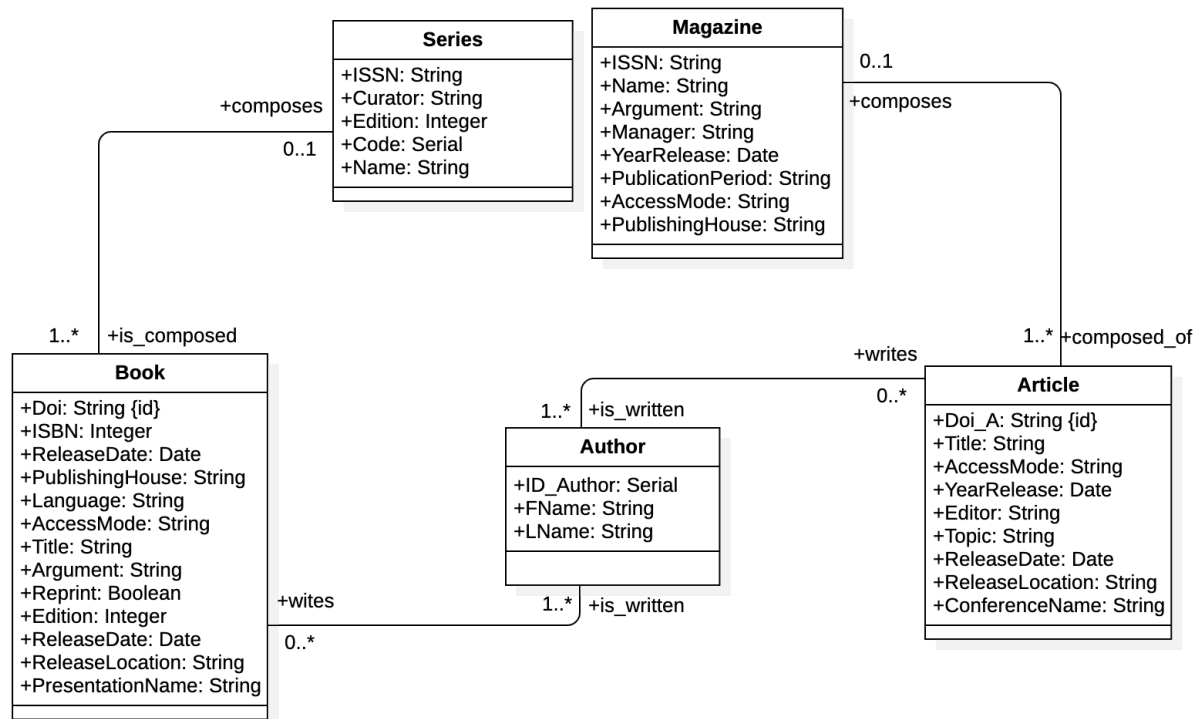 Series
+ISSN: String
+Curator: String
+Edition: Integer
+Code: Serial
+Name: String
Magazine
+ISSN: String
+Name: String
+Argument: String
+Manager: String
+YearRelease: Date
+PublicationPeriod: String
+AccessMode: String
+PublishingHouse: String
+composes
0..1
0..1
+composes
1..*
+is_composed
1..*
+composed_of
Book
+Doi: String {id}
+ISBN: Integer
+ReleaseDate: Date
+PublishingHouse: String
+Language: String
+AccessMode: String
+Title: String
+Argument: String
+Reprint: Boolean
+Edition: Integer
+ReleaseDate: Date
+ReleaseLocation: String
+PresentationName: String
+writes
0..*
1..*
+is_written
Author
+ID_Author: Serial
+FName: String
+LName: String
1..*
+is_written
+wites
0..*
Article
+Doi_A: String {id}
+Title: String
+AccessMode: String
+YearRelease: Date
+Editor: String
+Topic: String
+ReleaseDate: Date
+ReleaseLocation: String
+ConferenceName: String